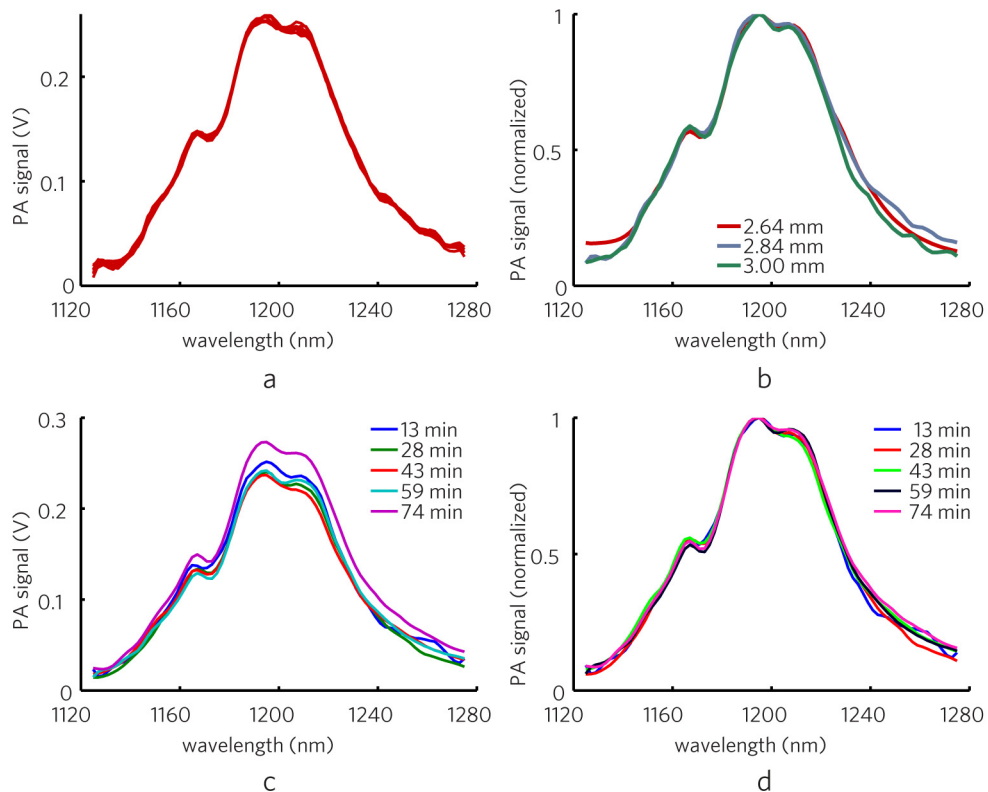 PA signal (V)
0.2
0.1
0
1120 1160 1200 1240 1280
wavelength (nm)
a
PA signal (normalized)
1
0.5
0
2.64 mm
2.84 mm
3.00 mm
1120 1160 1200 1240 1280
wavelength (nm)
b
PA signal (V)
0.3
0.2
0.1
0
13 min
28 min
43 min
59 min
74 min
1120 1160 1200 1240 1280
wavelength (nm)
c
PA signal (normalized)
1
0.5
0
13 min
28 min
43 min
59 min
74 min
1120 1160 1200 1240 1280
wavelength (nm)
d